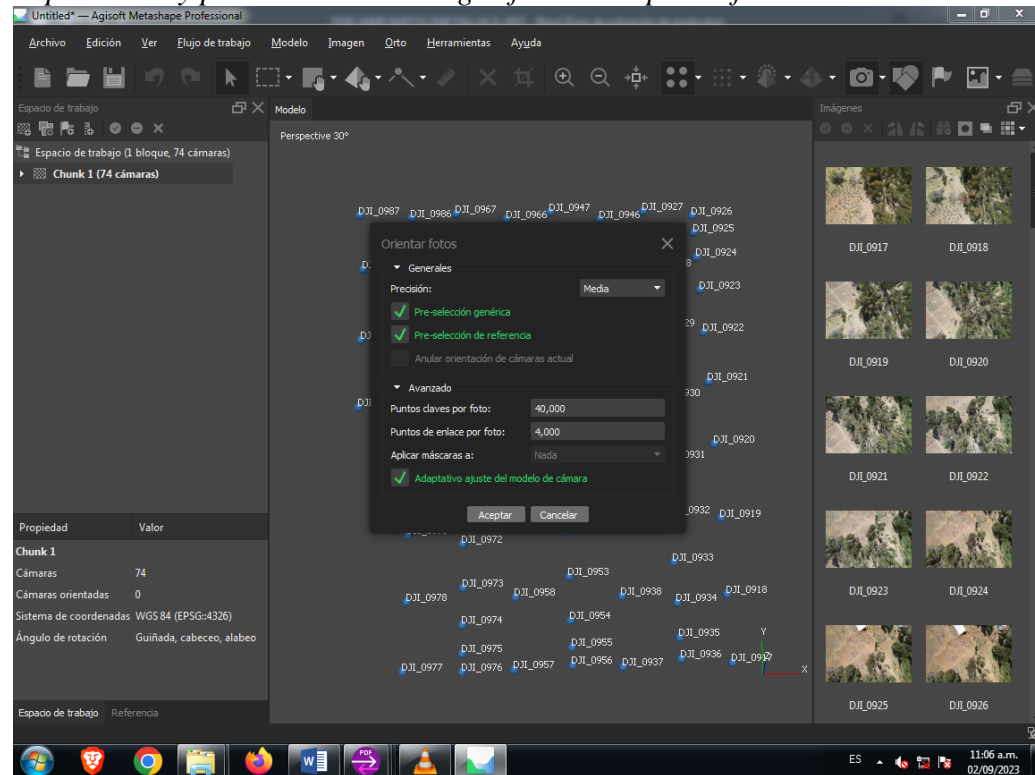 Untitled* — Agisoft Metashape Professional
Archivo Edición Ver Flujo de trabajo Modelo Imagen Orto Herramientas Ayuda
Espacio de trabajo
Modelo
Imágenes
Perspective 30°
Espacio de trabajo (1 bloque, 74 cámaras)
Chunk 1 (74 cámaras)
DJI_0987 DJI_0986 DJI_0967 DJI_0966 DJI_0947 DJI_0946 DJI_0927 DJI_0926
DJI_0925
DJI_0924
DJI_0923
DJI_0922
DJI_0921
DJI_0920
DJI_0932 DJI_0919
Orientar fotos
Generales
Precisión: Media
Pre-selección genérica
Pre-selección de referencia
Anular orientación de cámaras actual
Avanzado
Puntos claves por foto: 40,000
Puntos de enlace por foto: 4,000
Aplicar máscaras a: Nada
Adaptativo ajuste del modelo de cámara
Aceptar Cancelar
DJI_0972
DJI_0933
DJI_0953
DJI_0973
DJI_0978 DJI_0958 DJI_0938 DJI_0934 DJI_0918
DJI_0974 DJI_0954
DJI_0935
DJI_0975 DJI_0955
DJI_0977 DJI_0976 DJI_0957 DJI_0956 DJI_0937 DJI_0936 DJI_0917
Y
X
DJI_0917 DJI_0918
DJI_0919 DJI_0920
DJI_0921 DJI_0922
DJI_0923 DJI_0924
DJI_0925 DJI_0926
Propiedad Valor
Chunk 1
Cámaras 74
Cámaras orientadas 0
Sistema de coordenadas WGS 84 (EPSG::4326)
Ángulo de rotación Guiñada, cabeceo, alabeo
Espacio de trabajo Referencia
ES
11:06 a.m.
02/09/2023